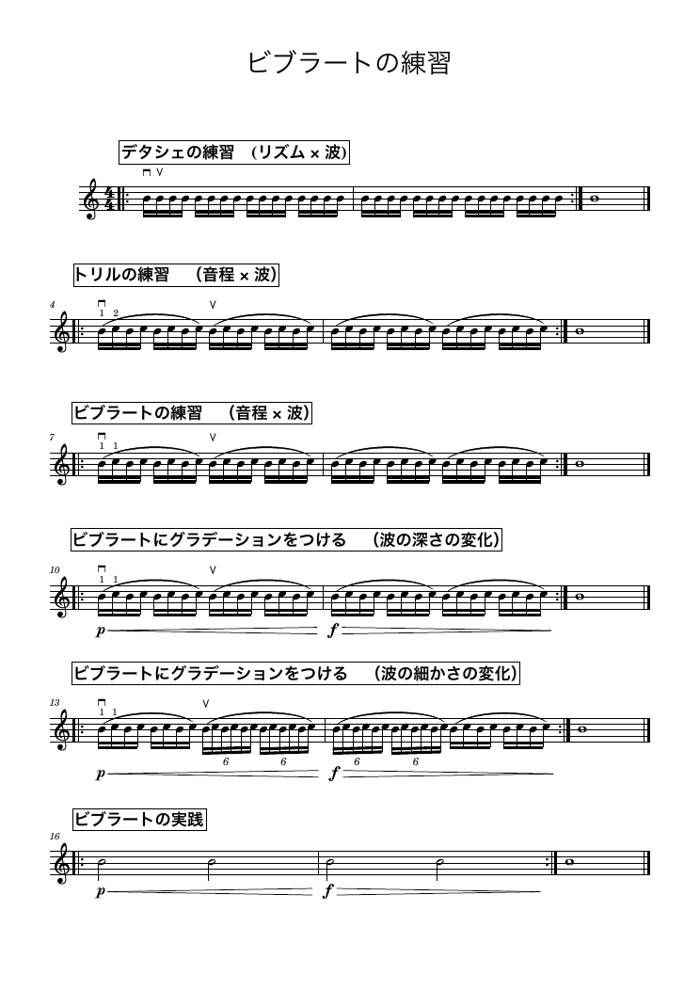 ビブラートの練習
デタシェの練習　(リズム × 波)
4
4
トリルの練習　（音程 × 波）
4
1 2
ビブラートの練習　（音程 × 波）
7
1 1
ビブラートにグラデーションをつける　（波の深さの変化）
10
1 1
p f
ビブラートにグラデーションをつける　（波の細かさの変化）
13
1 1
6 6 6 6
p f
ビブラートの実践
16
p f